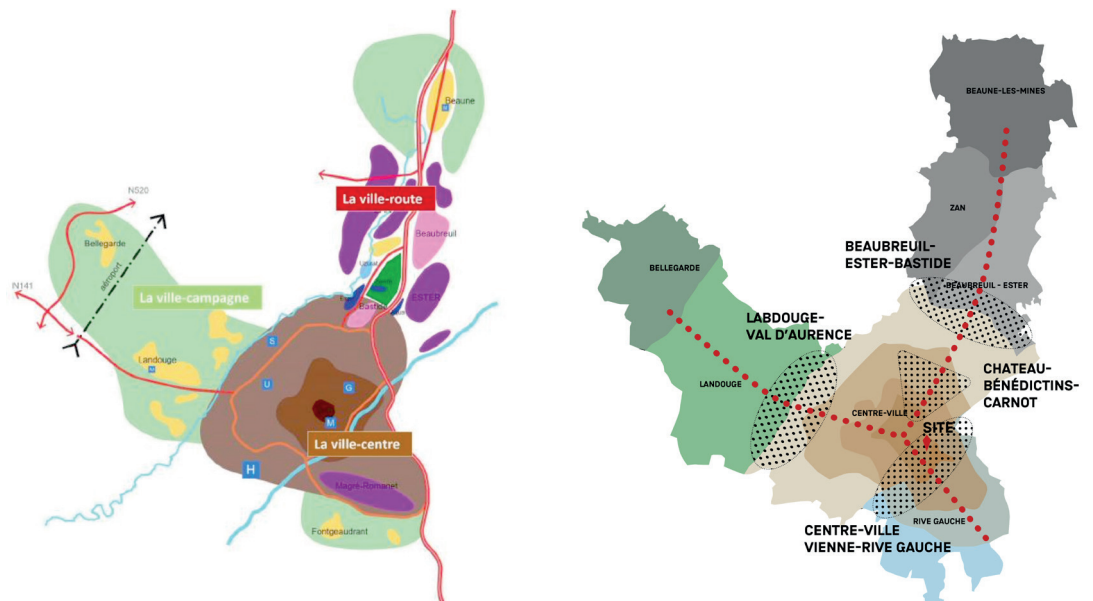 Beaune
La ville-route
N520
Bellegarde
Beaubreuil
aéroport
N141
La ville-campagne
ESTER
Bastide
Landouge
S
U
G
M
La ville-centre
H
Magré-Romanet
Fontgeaudrant
BEAUNE-LES-MINES
ZAN
BEAUBREUIL-
ESTER-BASTIDE
BELLEGARDE
BEAUBREUIL - ESTER
LABDOUGE-
VAL D'AURENCE
CHATEAU-
BÉNÉDICTINS-
CARNOT
LANDOUGE
CENTRE-VILLE
SITE
RIVE GAUCHE
CENTRE-VILLE
VIENNE-RIVE GAUCHE